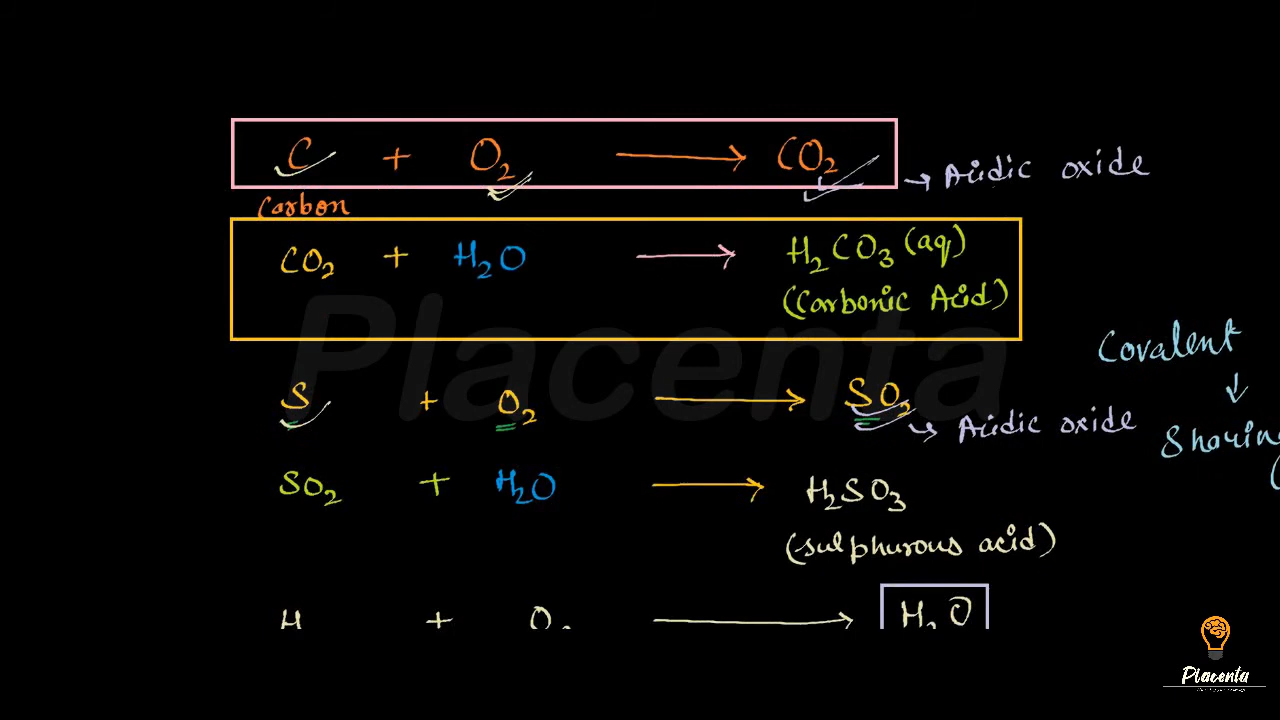 C + O₂ → CO₂ → Acidic oxide
Carbon
CO₂ + H₂O → H₂CO₃ (aq)
(Carbonic Acid)
Placenta
Covalent
↓
S + O₂ → SO₂ → Acidic oxide
Sharin
SO₂ + H₂O → H₂SO₃
(sulphurous acid)
H + O₂ → H₂O
Placenta